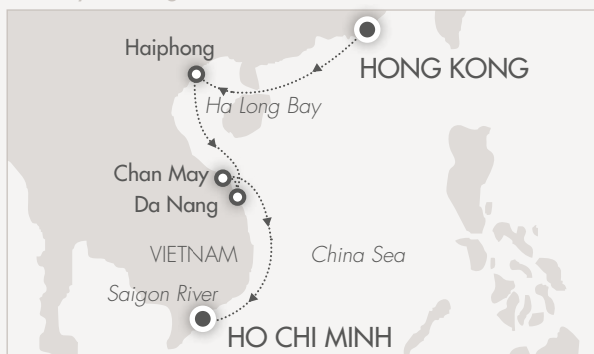 Haiphong
HONG KONG
Ha Long Bay
Chan May
Da Nang
VIETNAM
China Sea
Saigon River
HO CHI MINH